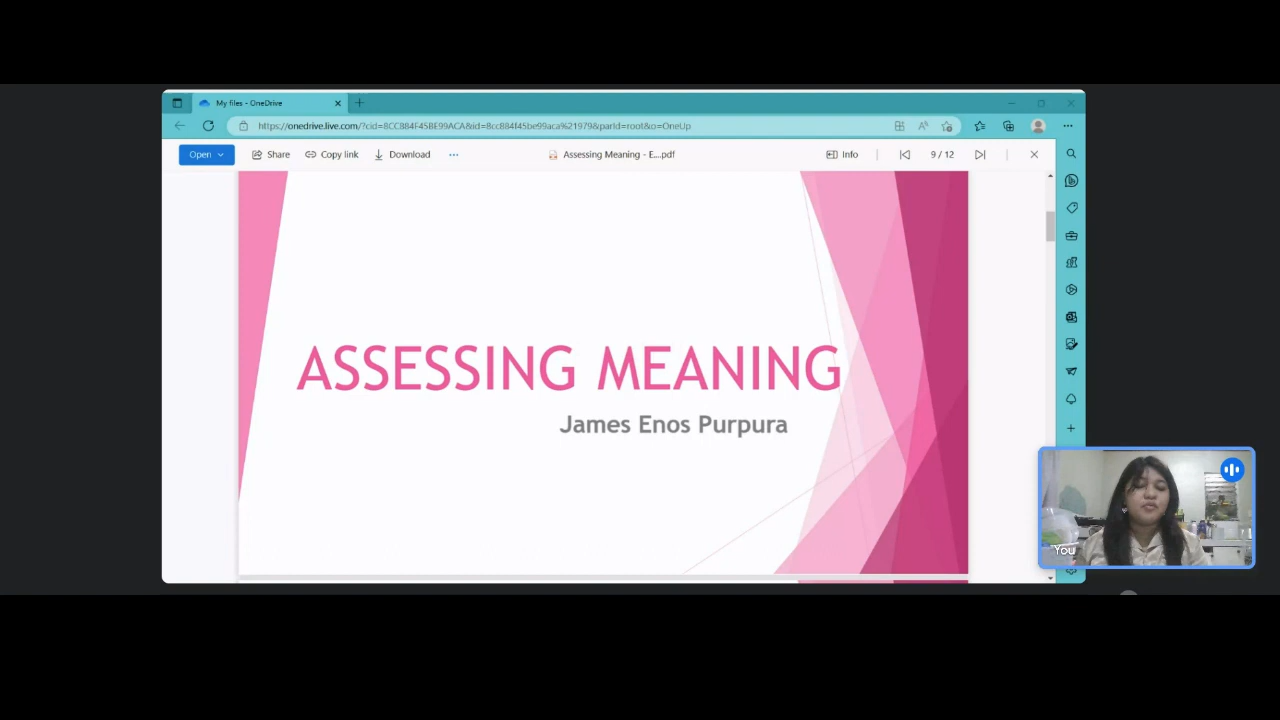 My files - OneDrive
https://onedrive.live.com/?cid=8CC884F45BE99ACA&id=8cc884f45be99aca%21979&parId=root&o=OneUp
Open Share Copy link Download ... Assessing Meaning - E...pdf Info 9 / 12
ASSESSING MEANING
James Enos Purpura
You